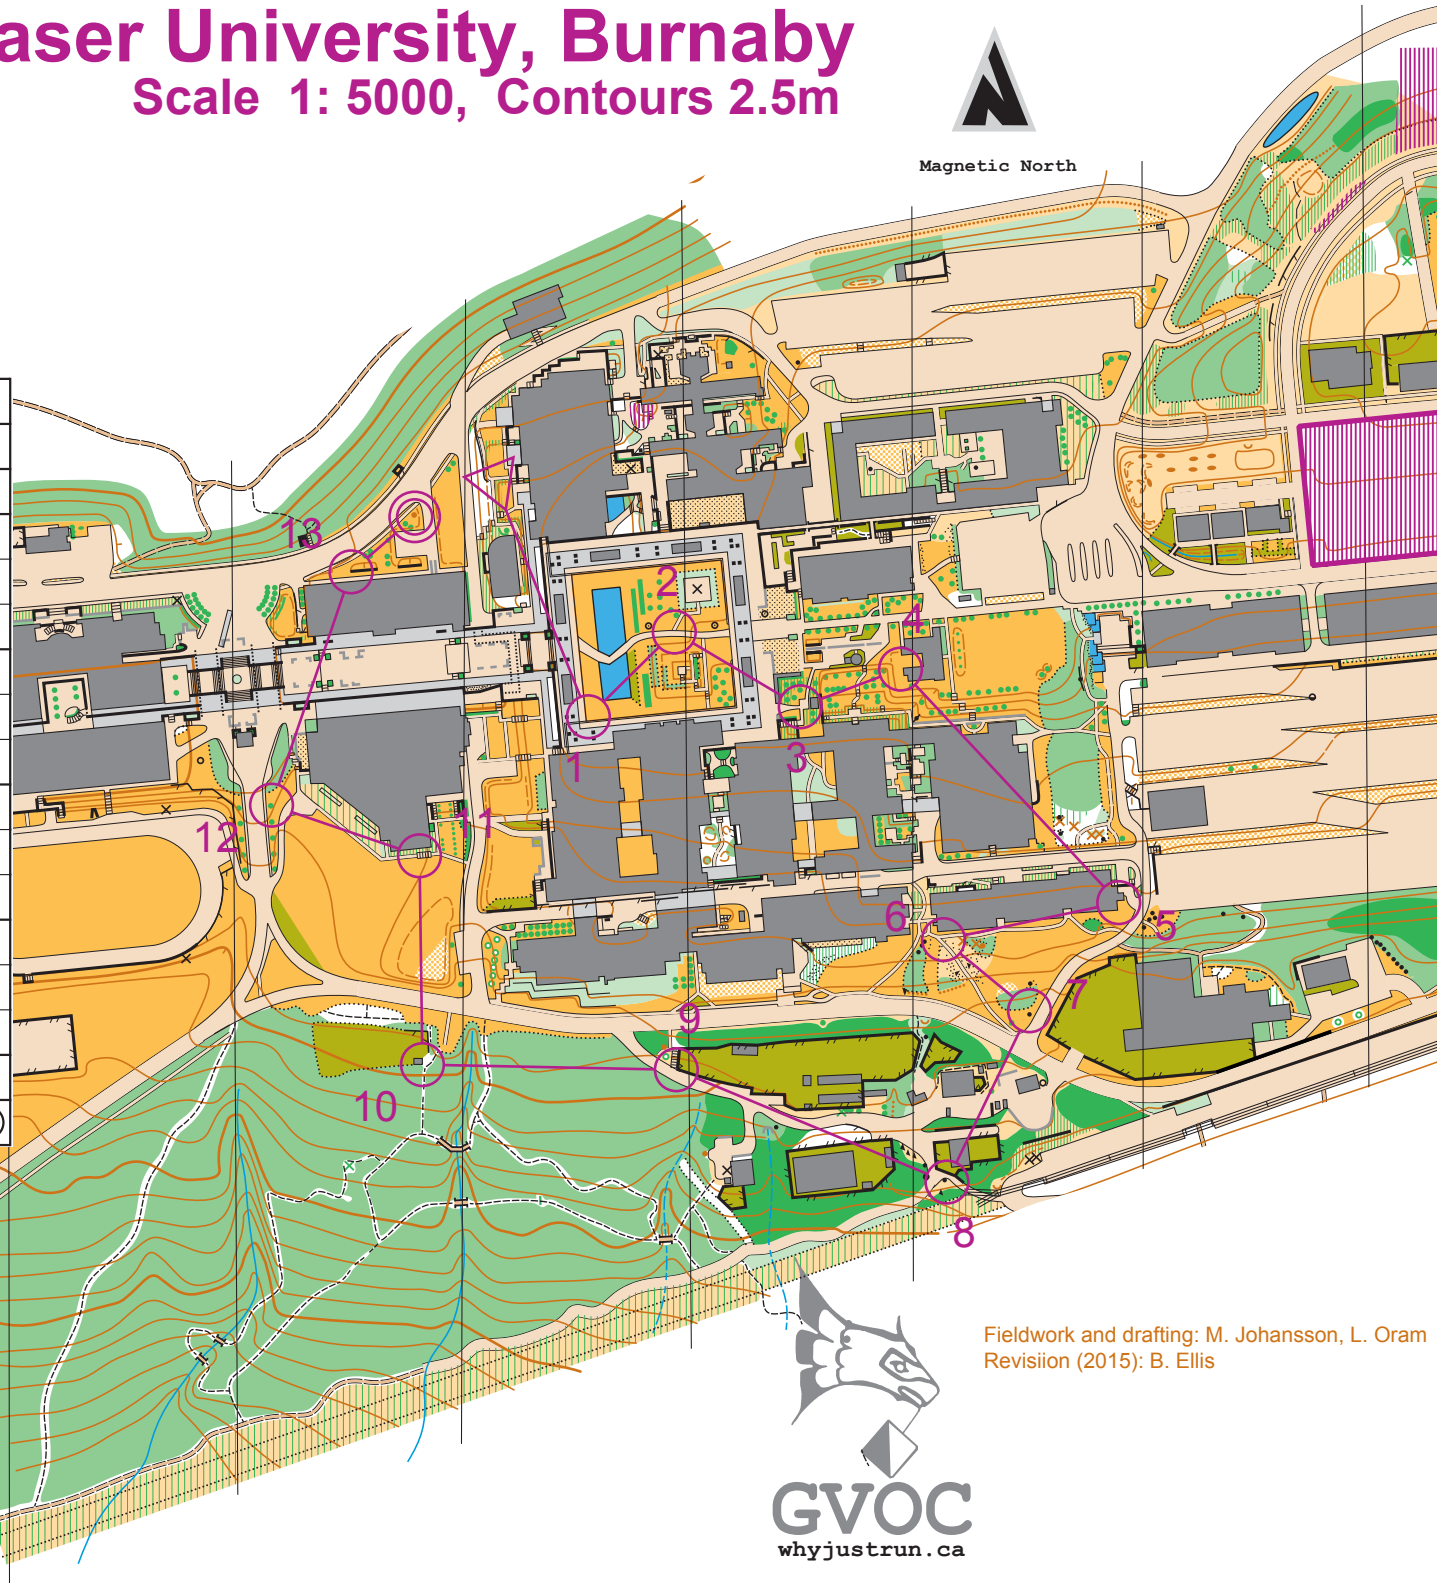 aser University, Burnaby
Scale 1: 5000, Contours 2.5m
Magnetic North
13
2
4
1
3
12
11
6
5
7
9
10
8
Fieldwork and drafting: M. Johansson, L. Oram
Revisiion (2015): B. Ellis
GVOC
whyjustrun.ca